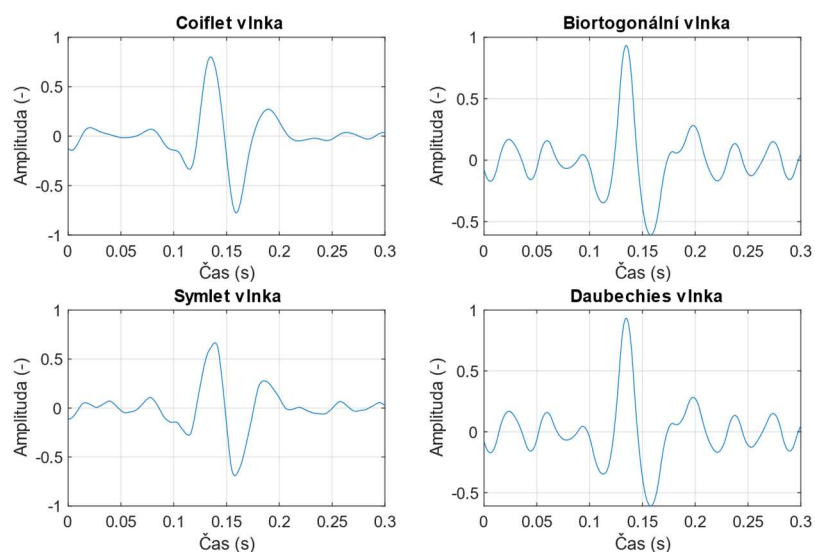 Coiflet vlnka
1
0.5
0
-0.5
-1
Amplituda (-)
0 0.05 0.1 0.15 0.2 0.25 0.3
Čas (s)
Biortogonální vlnka
1
0.5
0
-0.5
Amplituda (-)
0 0.05 0.1 0.15 0.2 0.25 0.3
Čas (s)
Symlet vlnka
1
0.5
0
-0.5
-1
Amplituda (-)
0 0.05 0.1 0.15 0.2 0.25 0.3
Čas (s)
Daubechies vlnka
1
0.5
0
-0.5
Amplituda (-)
0 0.05 0.1 0.15 0.2 0.25 0.3
Čas (s)